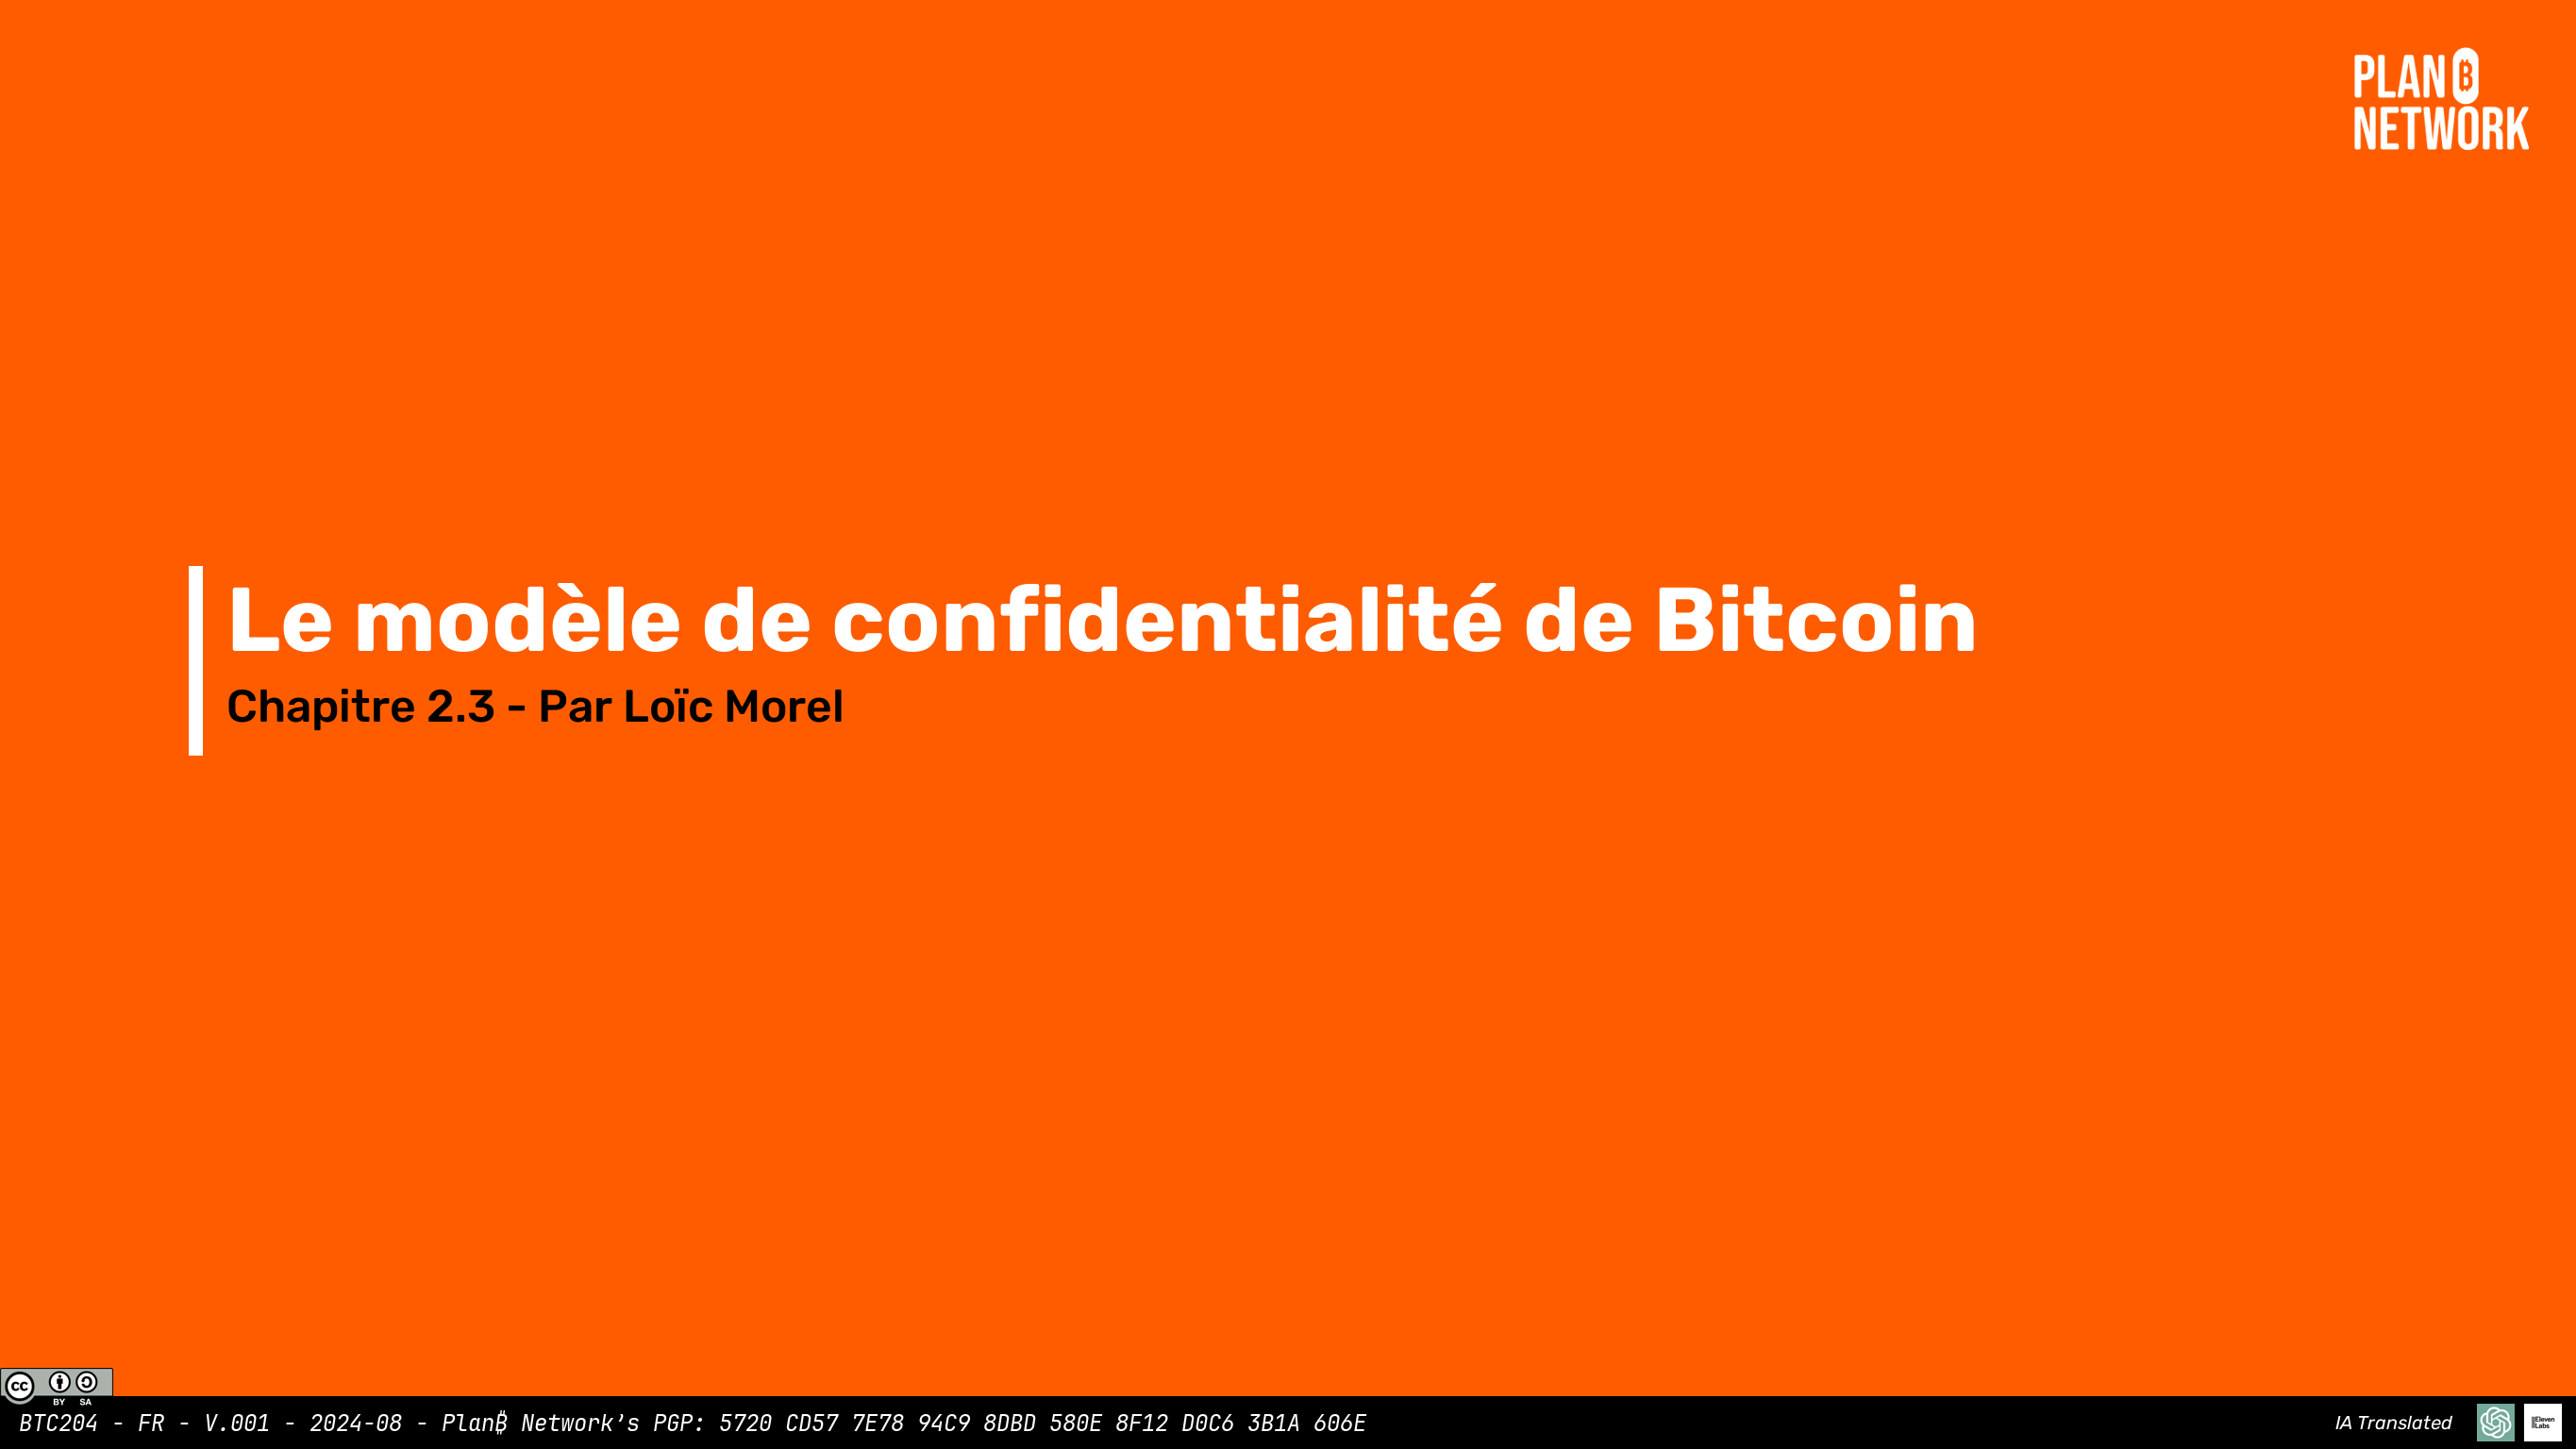 PLAN ₿
NETWORK
Le modèle de confidentialité de Bitcoin
Chapitre 2.3 - Par Loïc Morel
cc
BY SA
BTC204 - FR - V.001 - 2024-08 - Plan₿ Network’s PGP: 5720 CD57 7E78 94C9 8DBD 580E 8F12 D0C6 3B1A 606E
IA Translated
IIElevenLabs